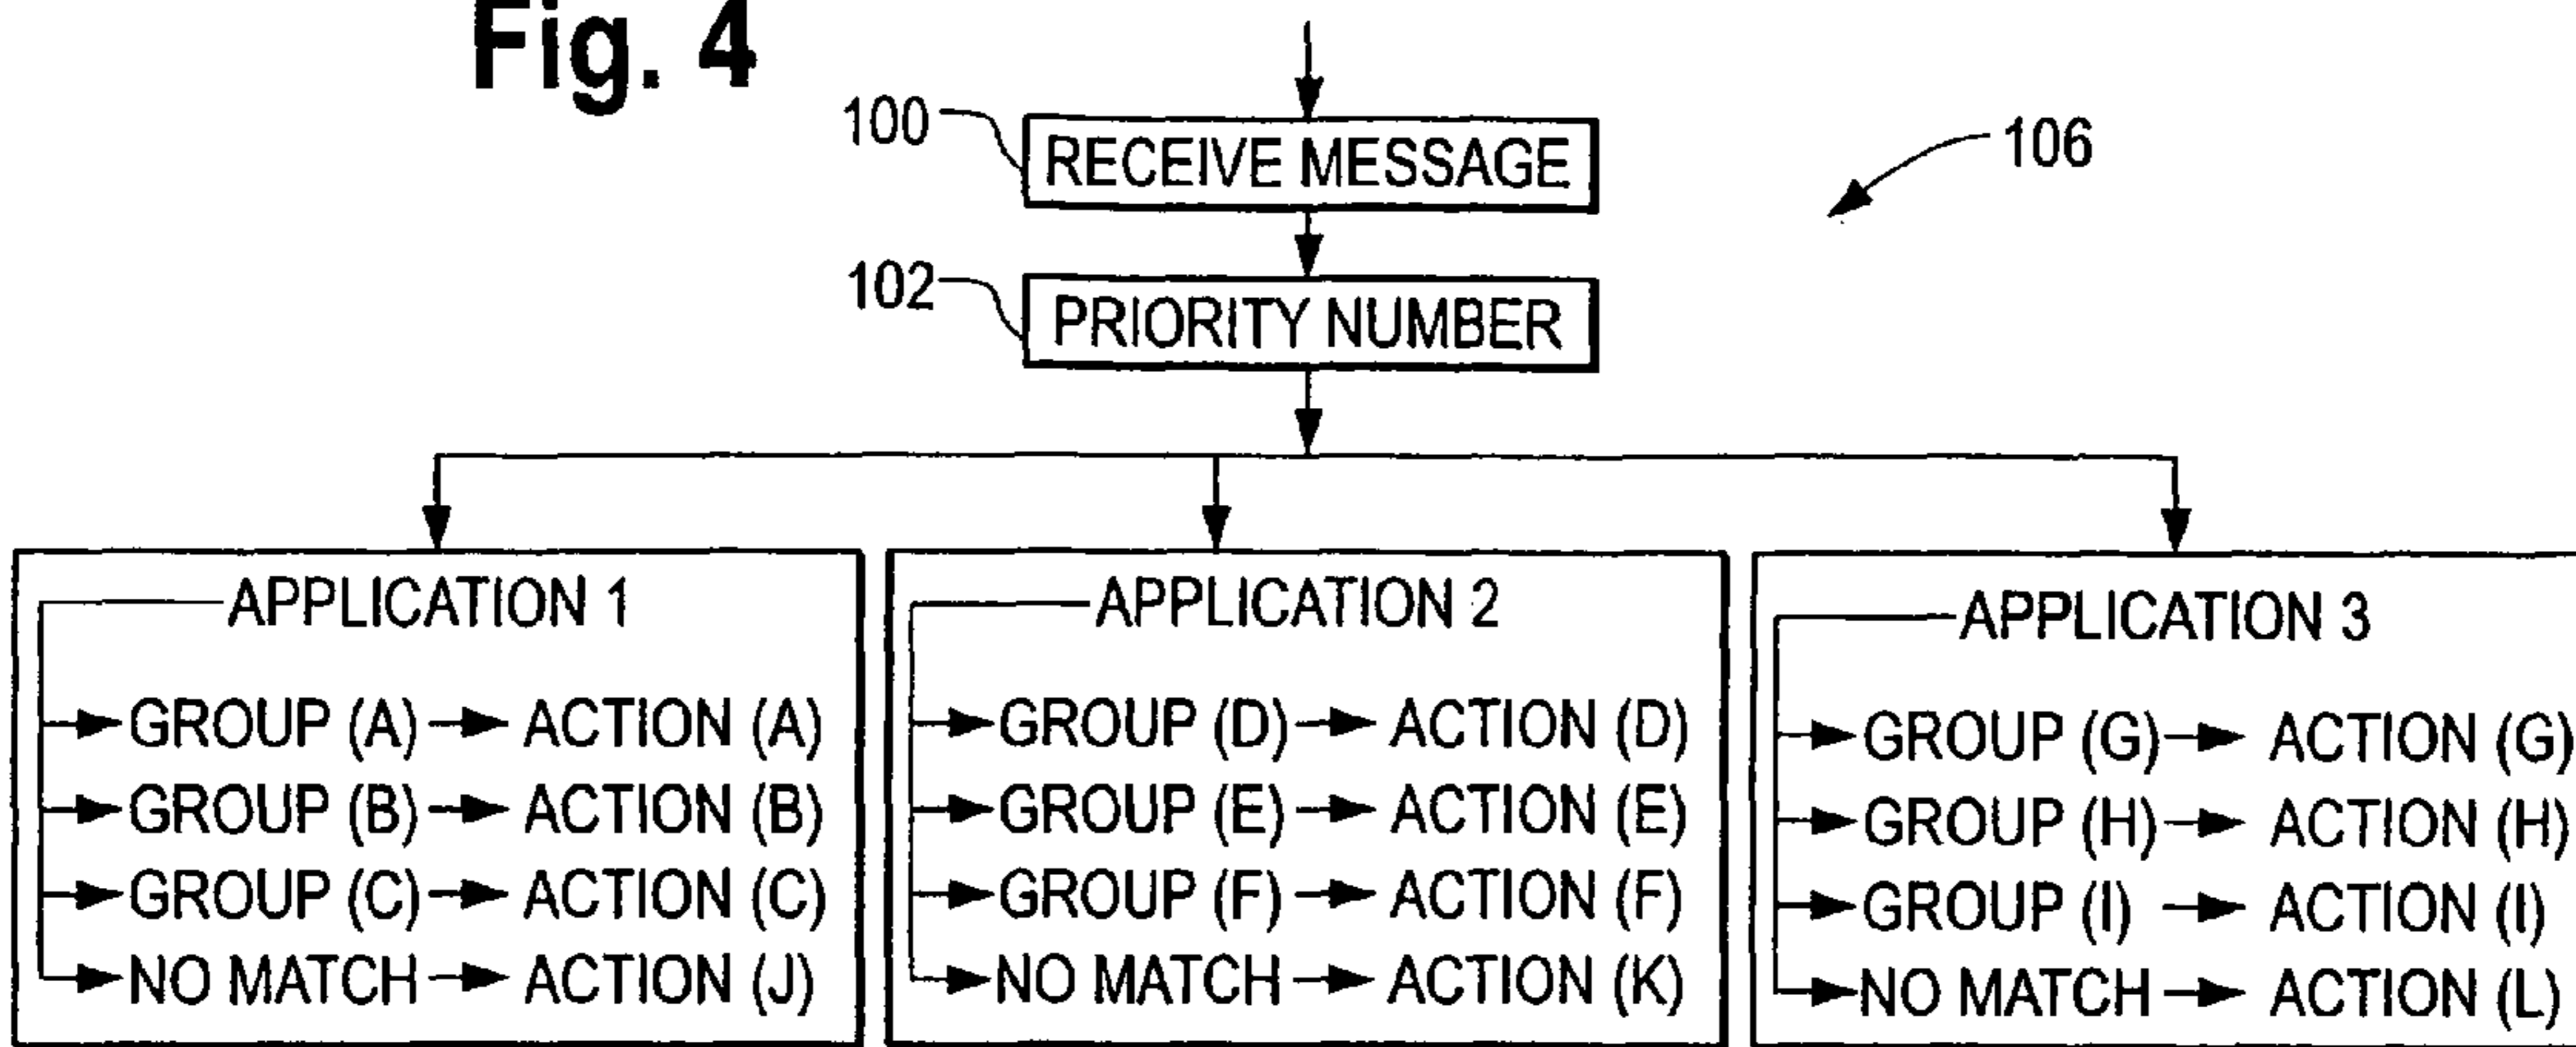 Fig. 4
100
RECEIVE MESSAGE
106
102
PRIORITY NUMBER
APPLICATION 1
GROUP (A) ACTION (A)
GROUP (B) ACTION (B)
GROUP (C) ACTION (C)
NO MATCH ACTION (J)
APPLICATION 2
GROUP (D) ACTION (D)
GROUP (E) ACTION (E)
GROUP (F) ACTION (F)
NO MATCH ACTION (K)
APPLICATION 3
GROUP (G) ACTION (G)
GROUP (H) ACTION (H)
GROUP (I) ACTION (I)
NO MATCH ACTION (L)